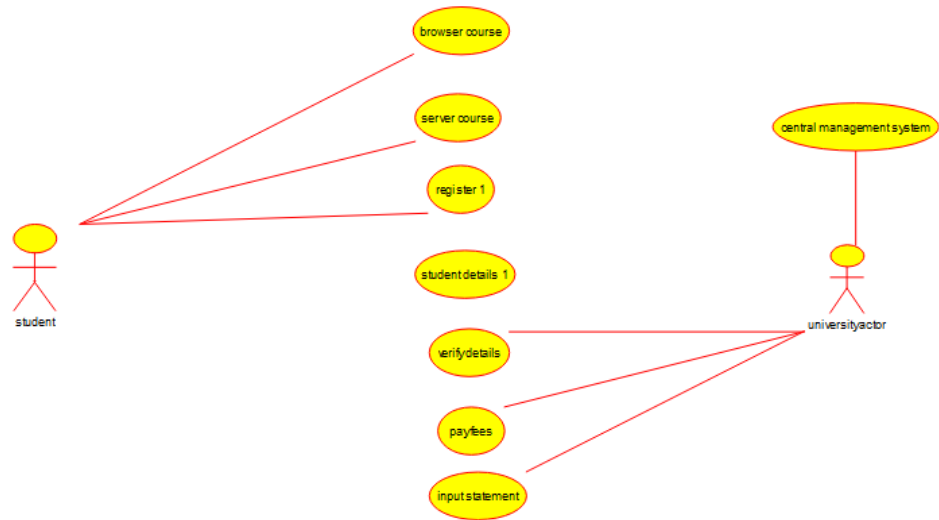 browser course
server course
central management system
register 1
student details 1
student
universityactor
verifydetails
payfees
input statement